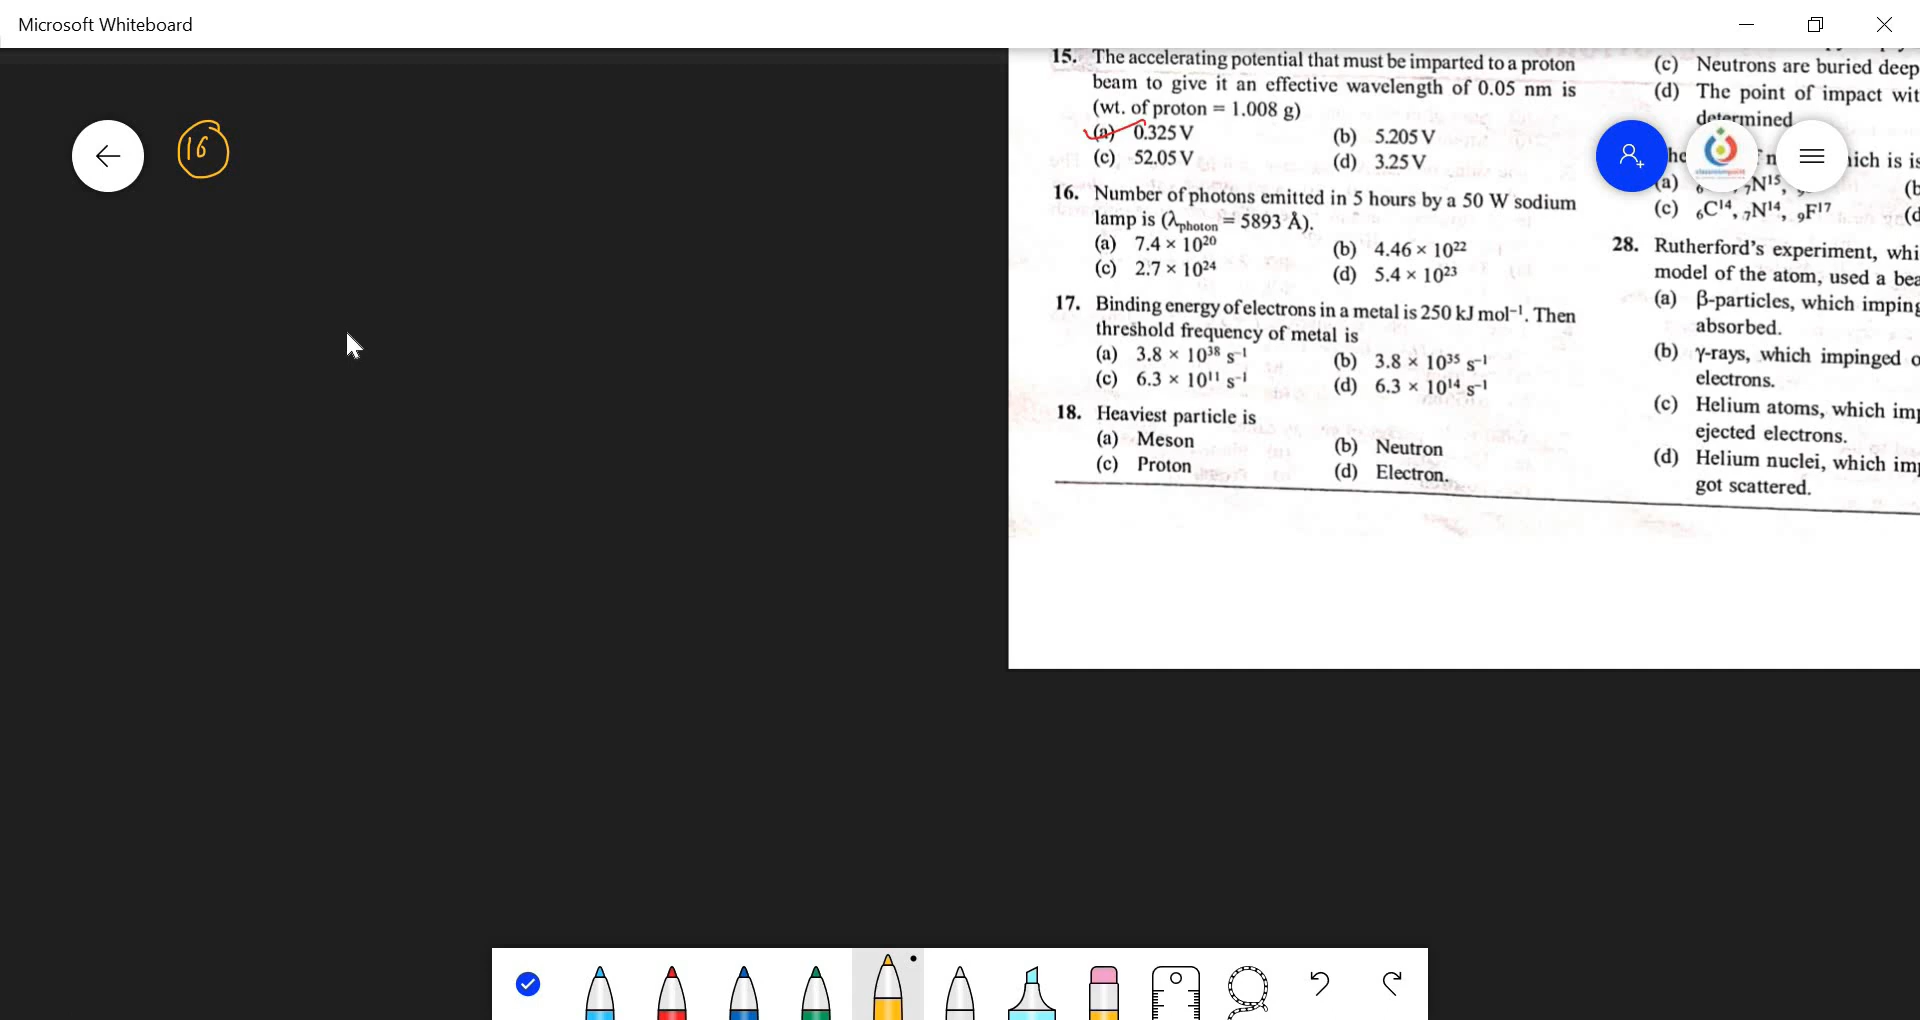 Microsoft Whiteboard
16
15. The accelerating potential that must be imparted to a proton
beam to give it an effective wavelength of 0.05 nm is
(wt. of proton = 1.008 g)
(a) 0.325 V
(b) 5.205 V
(c) 52.05 V
(d) 3.25 V
16. Number of photons emitted in 5 hours by a 50 W sodium
lamp is (λphoton = 5893 Å).
(a) 7.4 × 10²⁰
(b) 4.46 × 10²²
(c) 2.7 × 10²⁴
(d) 5.4 × 10²³
17. Binding energy of electrons in a metal is 250 kJ mol⁻¹. Then
threshold frequency of metal is
(a) 3.8 × 10³⁸ s⁻¹
(b) 3.8 × 10³⁵ s⁻¹
(c) 6.3 × 10¹¹ s⁻¹
(d) 6.3 × 10¹⁴ s⁻¹
18. Heaviest particle is
(a) Meson
(b) Neutron
(c) Proton
(d) Electron.
(c) Neutrons are buried deep
(d) The point of impact wit
determined
ich is is
(a) ₇N¹⁵,
(c) ₆C¹⁴, ₇N¹⁴, ₉F¹⁷
28. Rutherford's experiment, whi
model of the atom, used a bea
(a) β-particles, which imping
absorbed.
(b) γ-rays, which impinged o
electrons.
(c) Helium atoms, which imp
ejected electrons.
(d) Helium nuclei, which imp
got scattered.